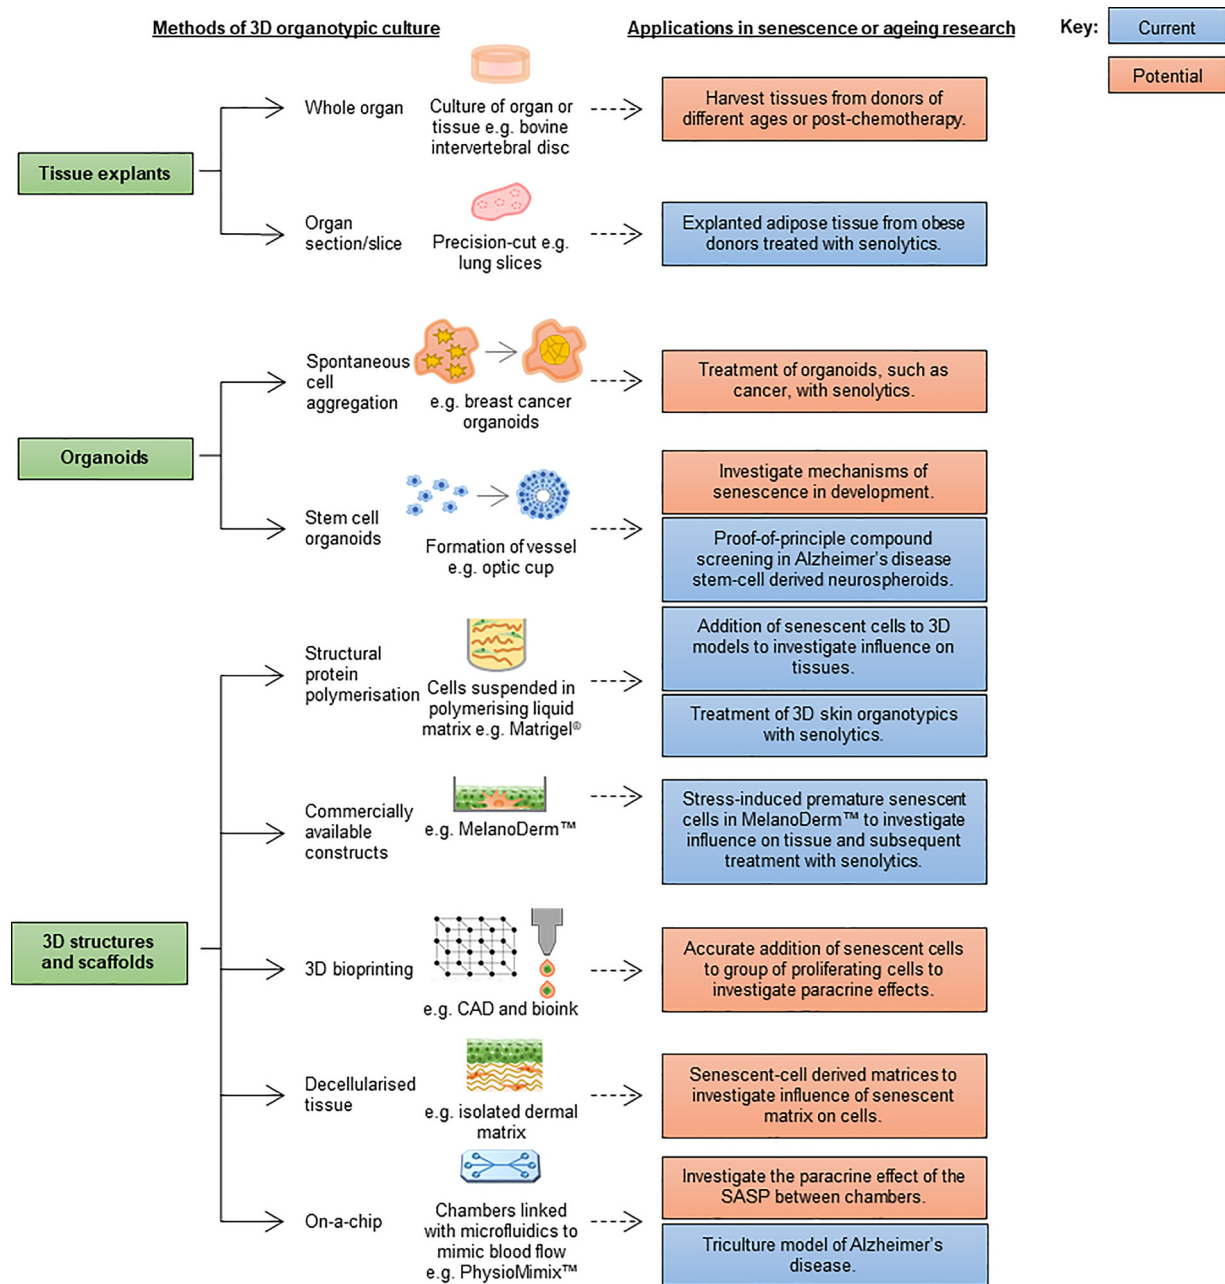 Methods of 3D organotypic culture
Applications in senescence or ageing research
Key:
Current
Potential
Tissue explants
Whole organ
Culture of organ or
tissue e.g. bovine
intervertebral disc
Harvest tissues from donors of
different ages or post-chemotherapy.
Organ
section/slice
Precision-cut e.g.
lung slices
Explanted adipose tissue from obese
donors treated with senolytics.
Organoids
Spontaneous
cell
aggregation
e.g. breast cancer
organoids
Treatment of organoids, such as
cancer, with senolytics.
Stem cell
organoids
Formation of vessel
e.g. optic cup
Investigate mechanisms of
senescence in development.
Proof-of-principle compound
screening in Alzheimer's disease
stem-cell derived neurospheroids.
3D structures
and scaffolds
Structural
protein
polymerisation
Cells suspended in
polymerising liquid
matrix e.g. Matrigel®
Addition of senescent cells to 3D
models to investigate influence on
tissues.
Treatment of 3D skin organotypics
with senolytics.
Commercially
available
constructs
e.g. MelanoDerm™
Stress-induced premature senescent
cells in MelanoDerm™ to investigate
influence on tissue and subsequent
treatment with senolytics.
3D bioprinting
e.g. CAD and bioink
Accurate addition of senescent cells
to group of proliferating cells to
investigate paracrine effects.
Decellularised
tissue
e.g. isolated dermal
matrix
Senescent-cell derived matrices to
investigate influence of senescent
matrix on cells.
On-a-chip
Chambers linked
with microfluidics to
mimic blood flow
e.g. PhysioMimix™
Investigate the paracrine effect of the
SASP between chambers.
Triculture model of Alzheimer's
disease.